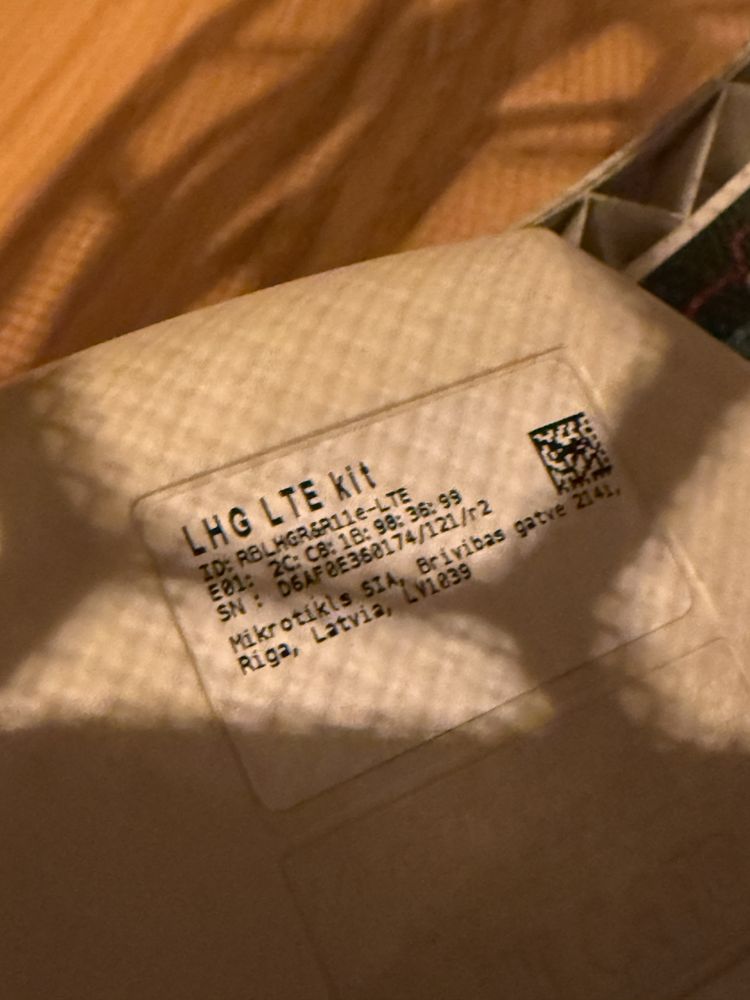 LHG LTE kit
ID: RBLHGR&R11e-LTE
E01: 2C:C8:1B:90:36:99
SN : D6AF0E360174/121/r2
Mikrotikls SIA, Brivibas gatve 214i,
Riga, Latvia, LV1039